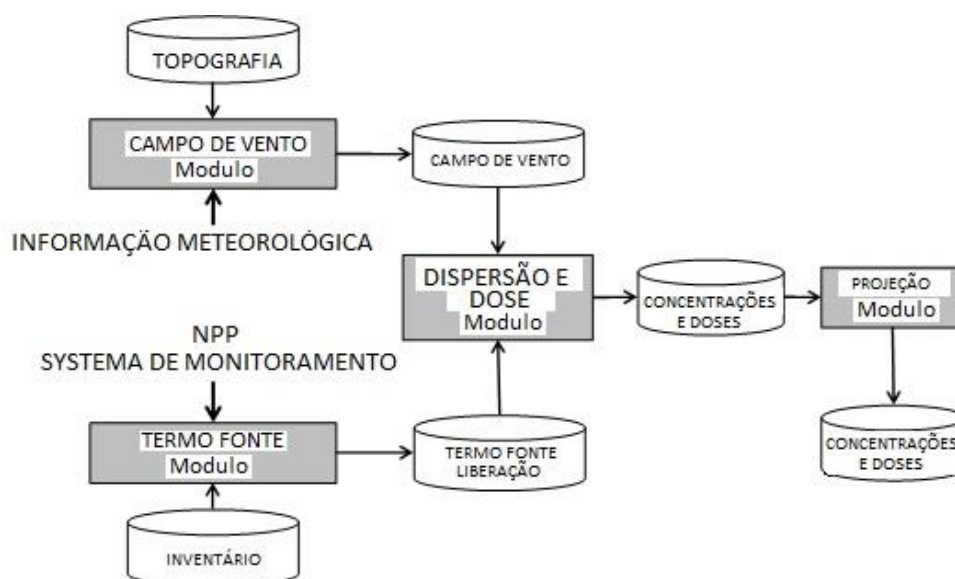 TOPOGRAFIA
CAMPO DE VENTO
Modulo
CAMPO DE VENTO
INFORMAÇÃO METEOROLÓGICA
DISPERSÃO E
DOSE
Modulo
CONCENTRAÇÕES
E DOSES
PROJEÇÃO
Modulo
NPP
SYSTEMA DE MONITORAMENTO
TERMO FONTE
Modulo
TERMO FONTE
LIBERAÇÃO
CONCENTRAÇÕES
E DOSES
INVENTÁRIO